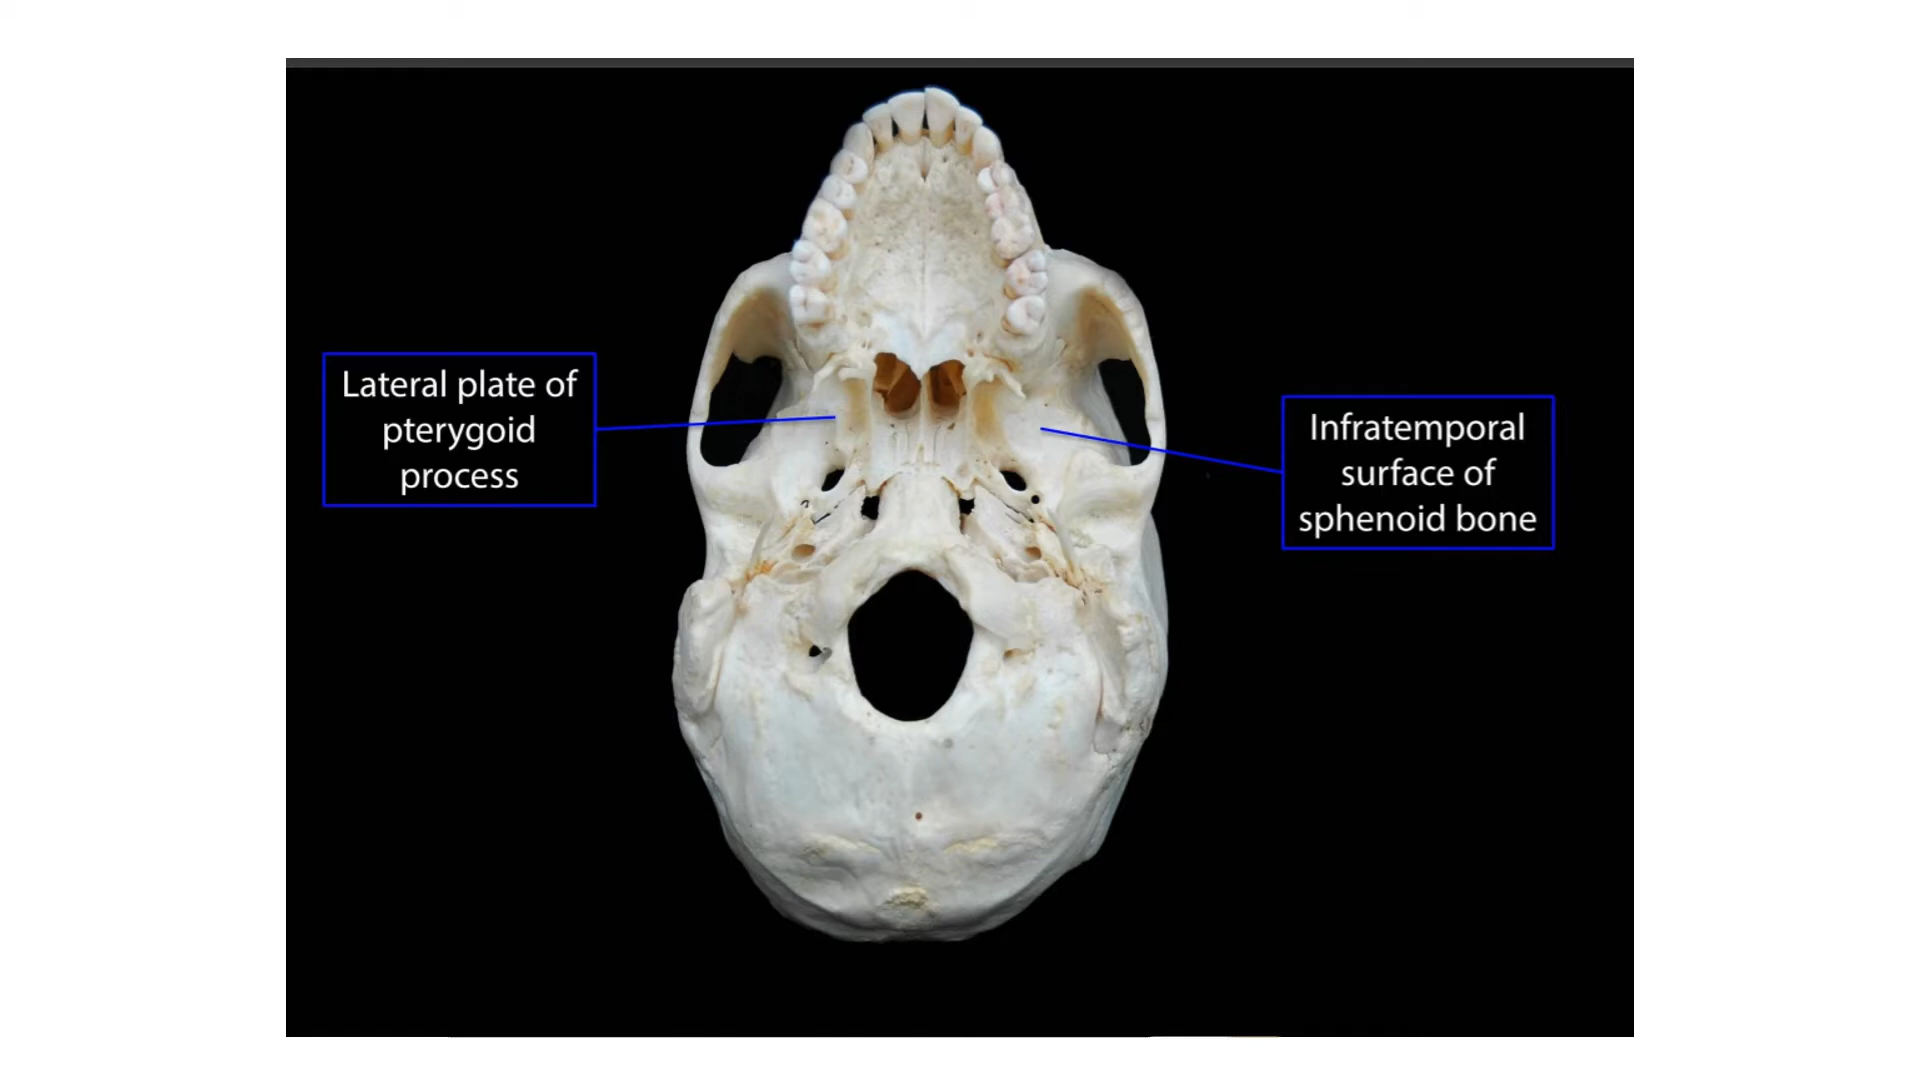 Lateral plate of
pterygoid
process
Infratemporal
surface of
sphenoid bone